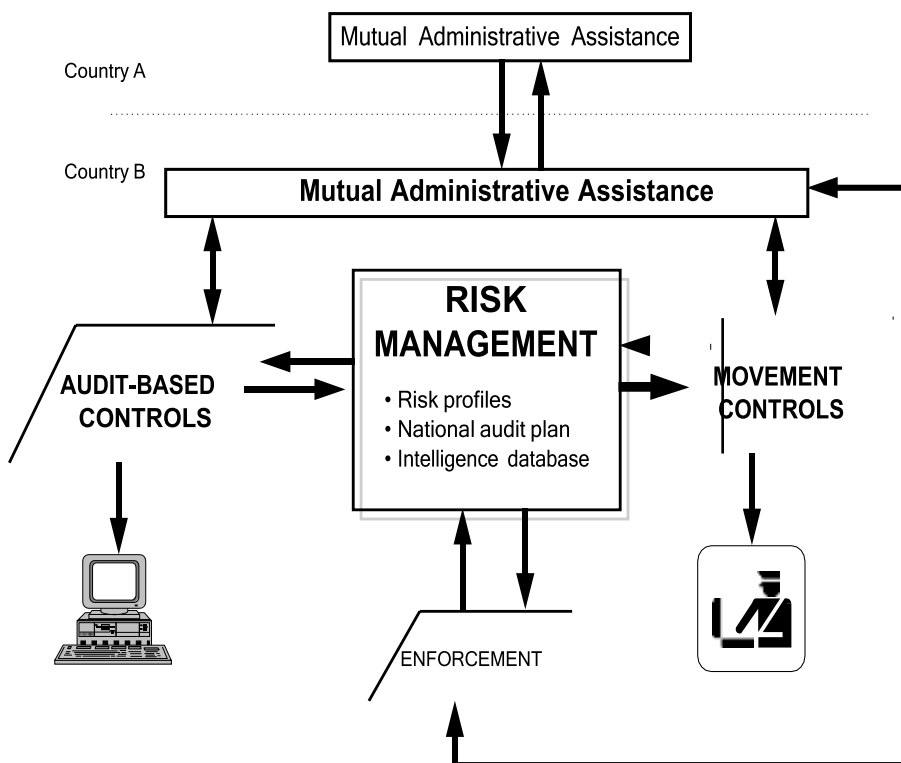 Mutual Administrative Assistance
Country A
Country B
Mutual Administrative Assistance
RISK
MANAGEMENT
• Risk profiles
• National audit plan
• Intelligence database
AUDIT-BASED
CONTROLS
MOVEMENT
CONTROLS
ENFORCEMENT